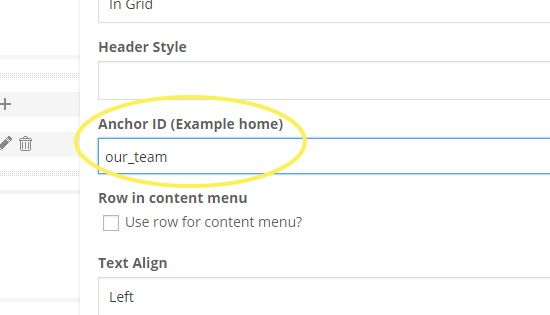 In Grid
Header Style
Anchor ID (Example home)
our_team
Row in content menu
Use row for content menu?
Text Align
Left